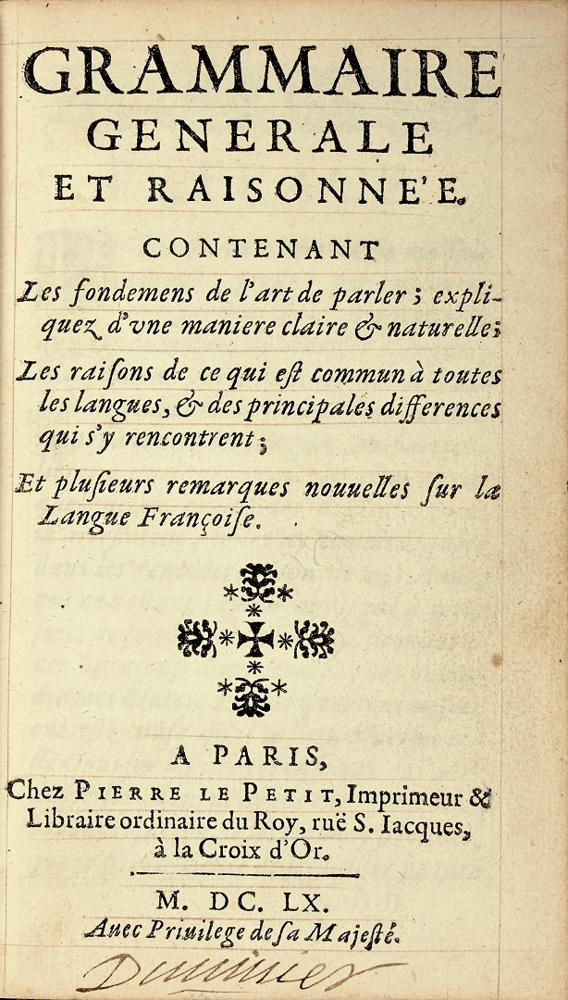 GRAMMAIRE
GENERALE
ET RAISONNE'E.
CONTENANT
Les fondemens de l'art de parler ; expli-
quez d'vne maniere claire & naturelle ;
Les raiſons de ce qui eſt commun à toutes
les langues, & des principales differences
qui s'y rencontrent ;
Et pluſieurs remarques nouuelles ſur la
Langue Françoiſe.
A PARIS,
Chez PIERRE LE PETIT, Imprimeur &
Libraire ordinaire du Roy, ruë S. Iacques,
à la Croix d'Or.
M. DC. LX.
Auec Priuilege de ſa Majeſté.